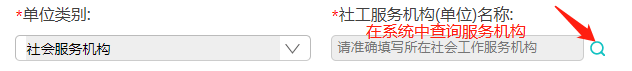 *单位类别:
*社工服务机构(单位)名称:
在系统中查询服务机构
社会服务机构
请准确填写所在社会工作服务机构